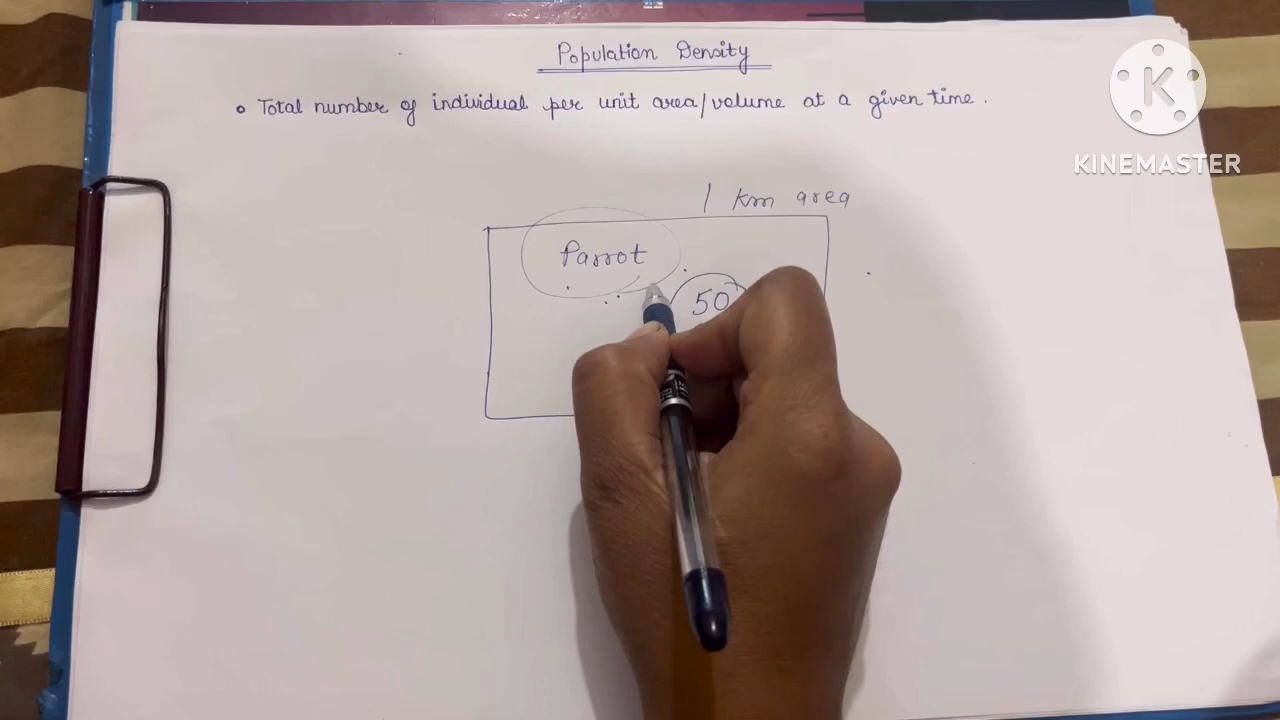 Population Density
Total number of individual per unit area/volume at a given time.
K
KINEMASTER
1 km area
Parrot
50